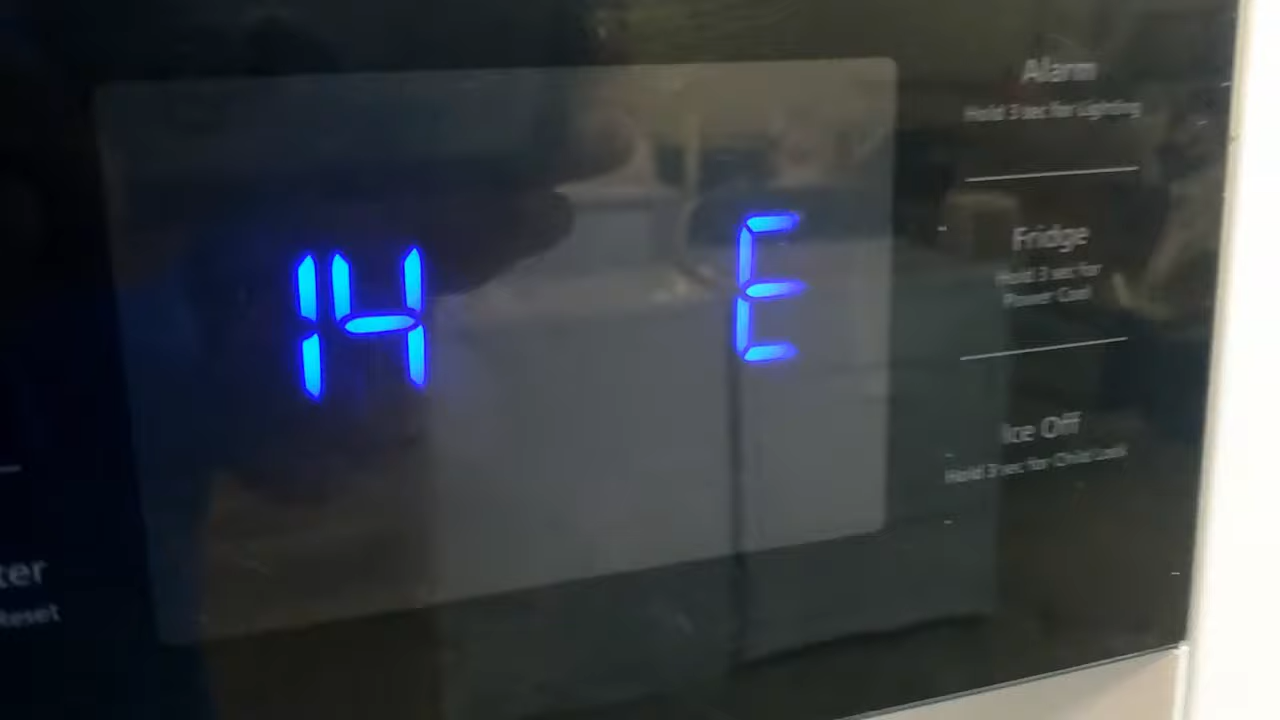 Alarm
Hold 3 sec for Lighting
14 E
Fridge
Hold 3 sec for
Power Cool
Ice Off
Hold 3 sec for Child Lock
ter
Reset